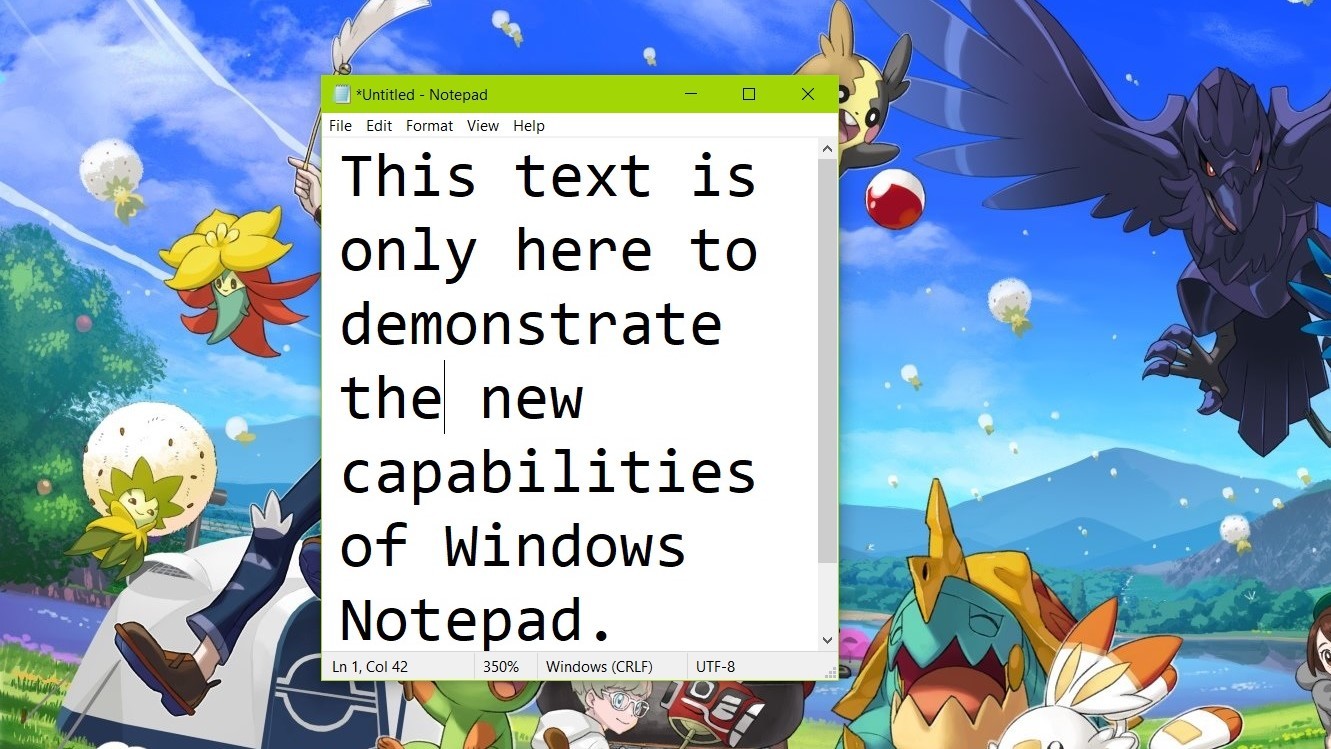 *Untitled - Notepad
File Edit Format View Help
This text is
only here to
demonstrate
the new
capabilities
of Windows
Notepad.
Ln 1, Col 42 350% Windows (CRLF) UTF-8